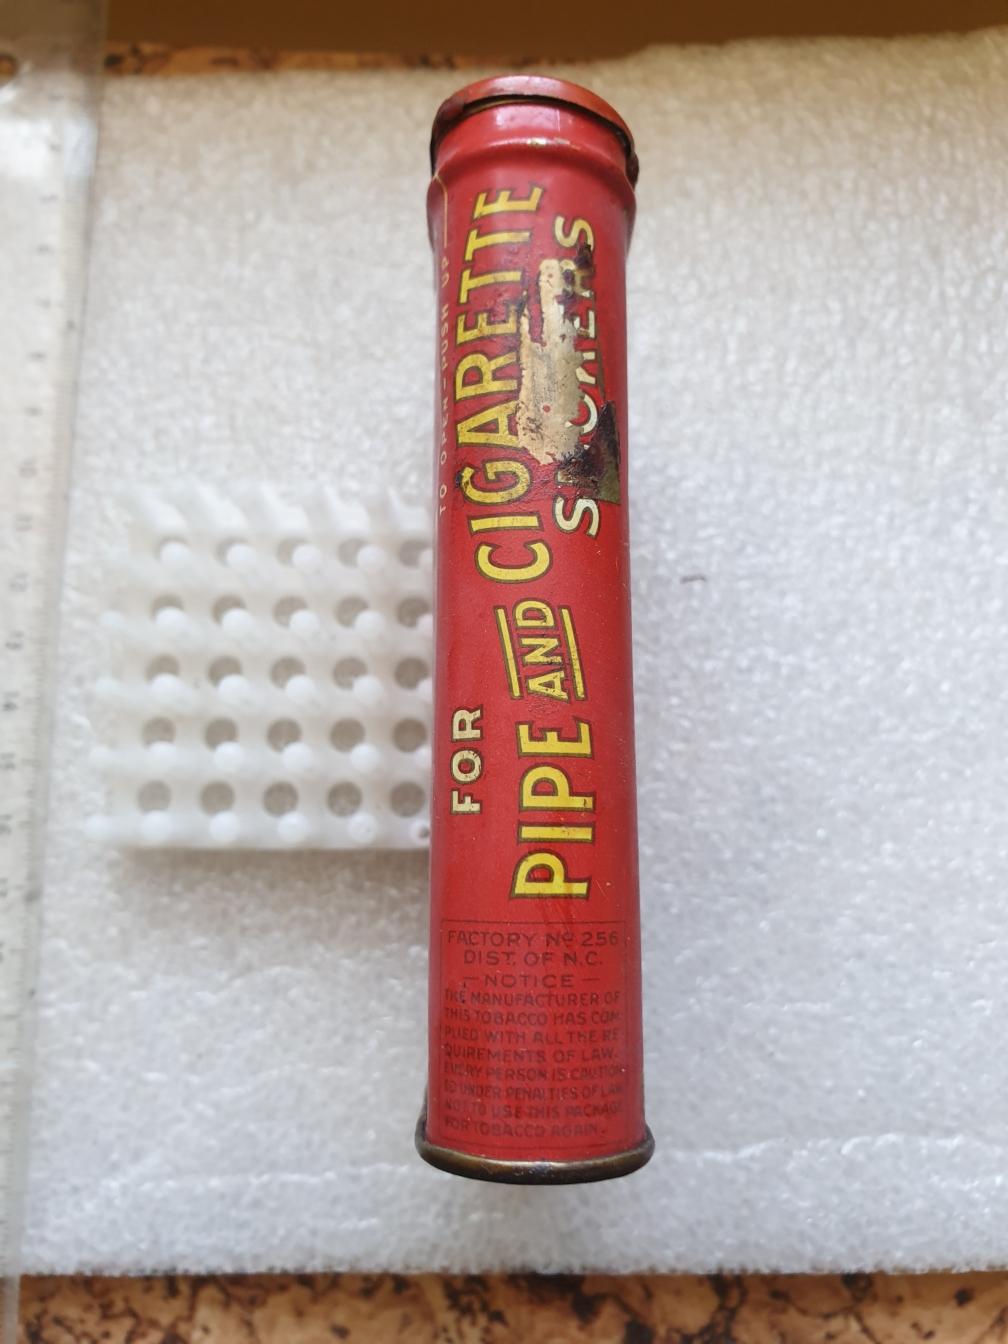 TO OPEN - PUSH UP
FOR
PIPE AND CIGARETTE
SMOKERS
FACTORY No 256
DIST. OF N.C.
— NOTICE —
THE MANUFACTURER OF
THIS TOBACCO HAS COM-
PLIED WITH ALL THE RE
QUIREMENTS OF LAW.
EVERY PERSON IS CAUTION
ED UNDER PENALTIES OF LAW
NOT TO USE THIS PACKAGE
FOR TOBACCO AGAIN.